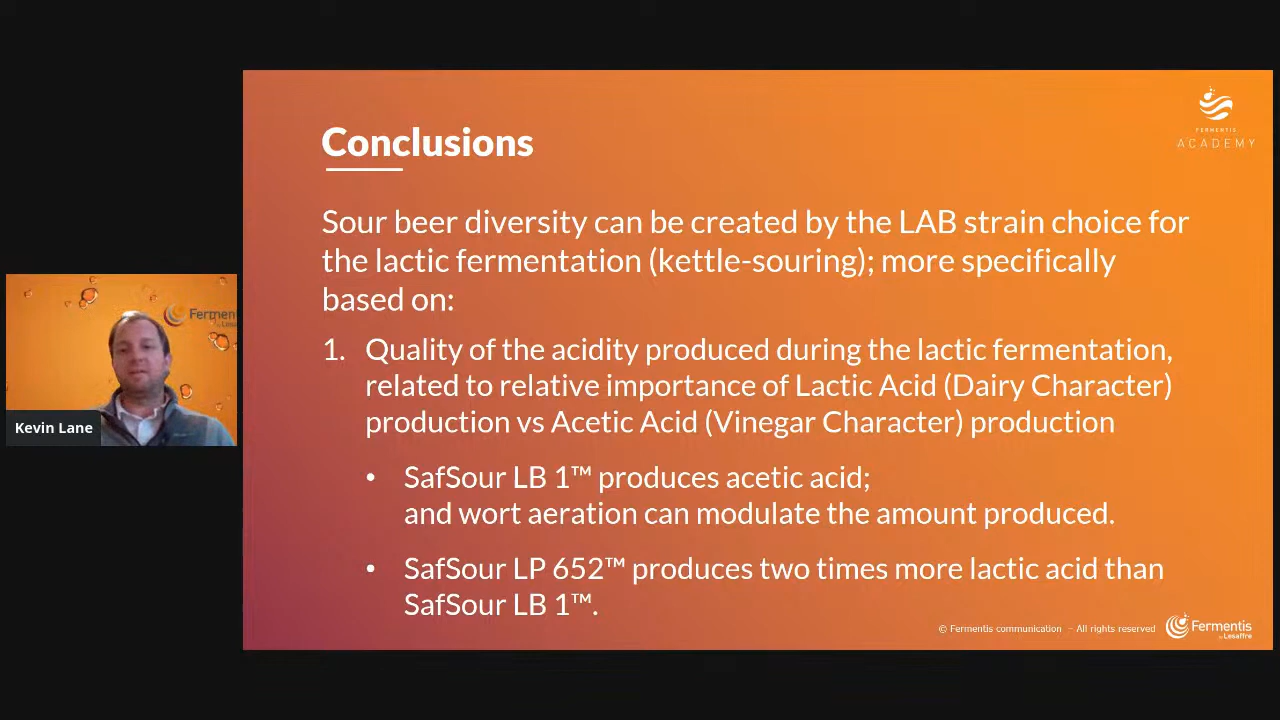 Conclusions
FERMENTIS
ACADEMY
Sour beer diversity can be created by the LAB strain choice for
the lactic fermentation (kettle-souring); more specifically
based on:
1. Quality of the acidity produced during the lactic fermentation,
related to relative importance of Lactic Acid (Dairy Character)
production vs Acetic Acid (Vinegar Character) production
• SafSour LB 1™ produces acetic acid;
and wort aeration can modulate the amount produced.
• SafSour LP 652™ produces two times more lactic acid than
SafSour LB 1™.
© Fermentis communication – All rights reserved
Fermentis
by Lesaffre
Kevin Lane